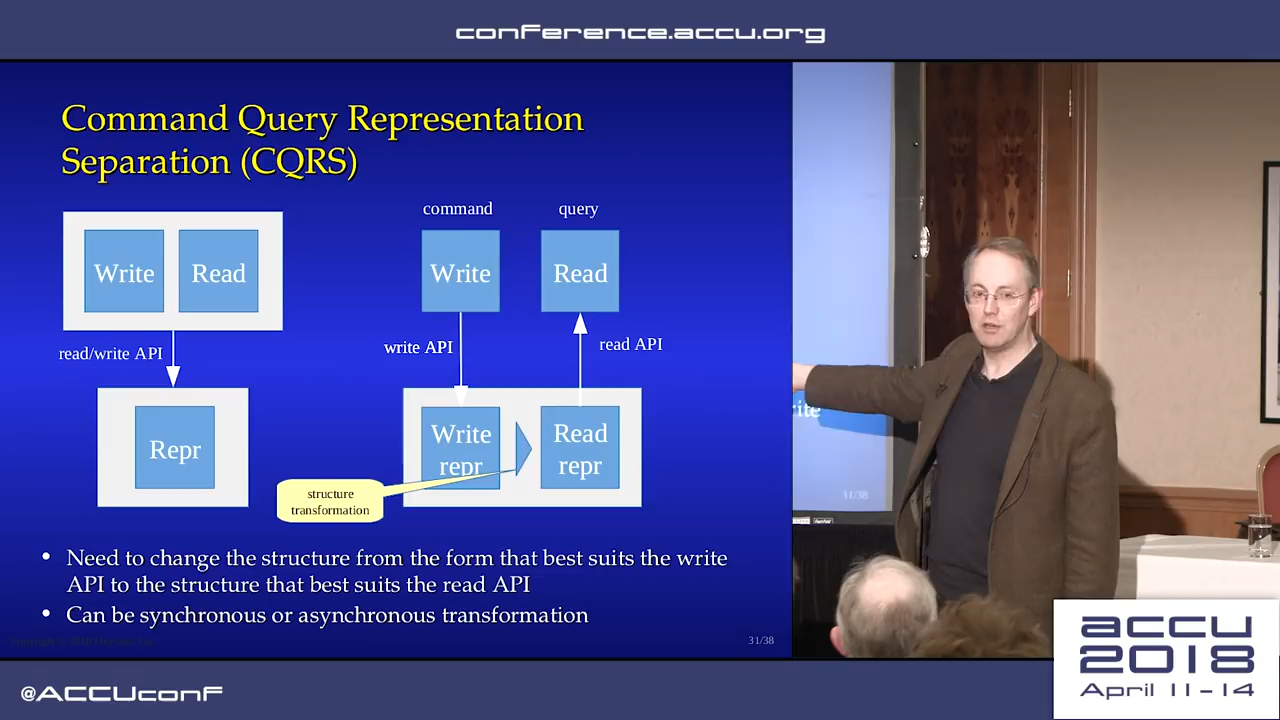 conference.accu.org
Command Query Representation
Separation (CQRS)
command
query
Write
Read
Write
Read
read/write API
write API
read API
Repr
Write
repr
Read
repr
structure
transformation
• Need to change the structure from the form that best suits the write
API to the structure that best suits the read API
• Can be synchronous or asynchronous transformation
31/38
31/38
@ACCUconf
accu
2018
April 11-14